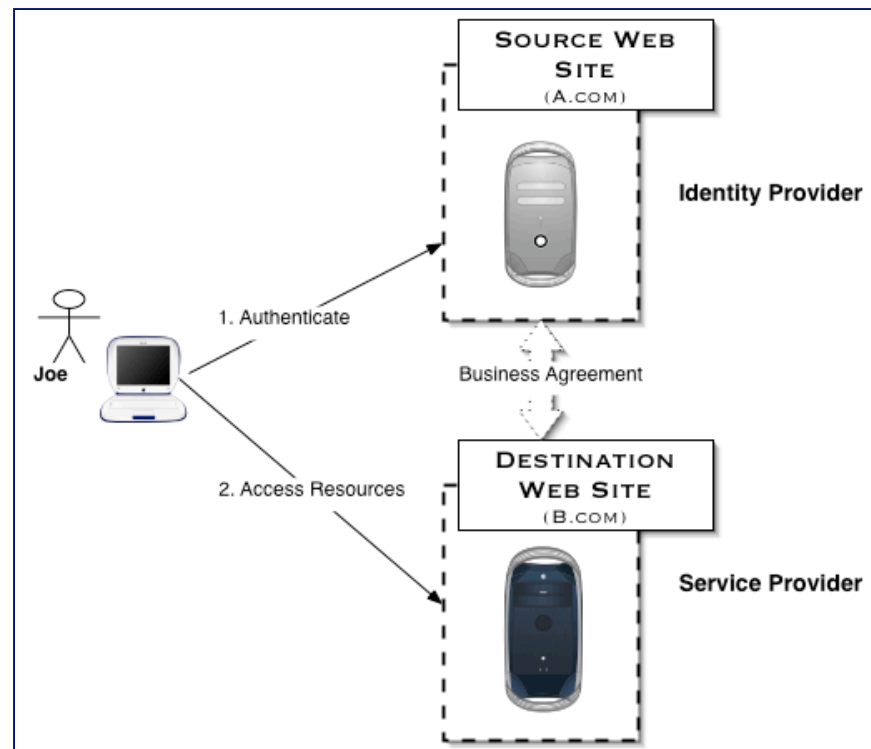 SOURCE WEB
SITE
(A.COM)
Identity Provider
1. Authenticate
Joe
Business Agreement
2. Access Resources
DESTINATION
WEB SITE
(B.COM)
Service Provider